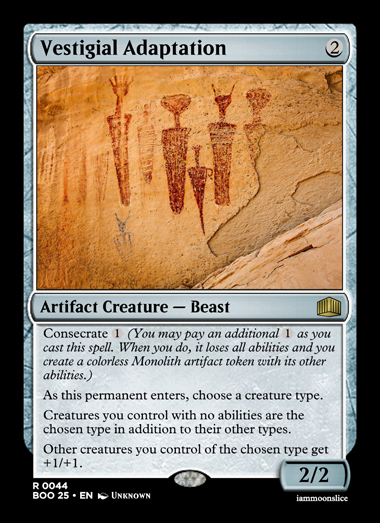 Vestigial Adaptation 2
Artifact Creature — Beast
Consecrate 1 (You may pay an additional 1 as you
cast this spell. When you do, it loses all abilities and you
create a colorless Monolith artifact token with its other
abilities.)
As this permanent enters, choose a creature type.
Creatures you control with no abilities are the
chosen type in addition to their other types.
Other creatures you control of the chosen type get
+1/+1.
2/2
R 0044
BOO 25 • EN Unknown
iammoonslice